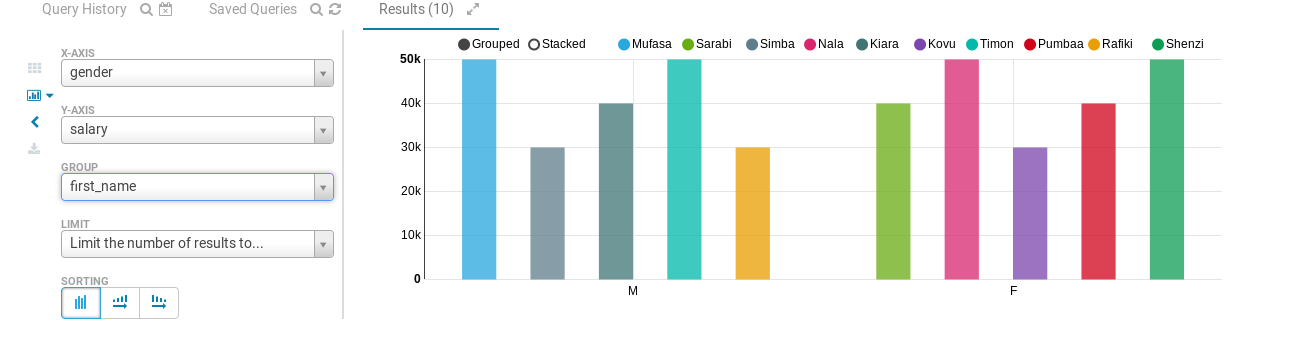 Query History Saved Queries Results (10)
X-AXIS
gender
Y-AXIS
salary
GROUP
first_name
LIMIT
Limit the number of results to...
SORTING
Grouped Stacked Mufasa Sarabi Simba Nala Kiara Kovu Timon Pumbaa Rafiki Shenzi
50k
40k
30k
20k
10k
0
M F